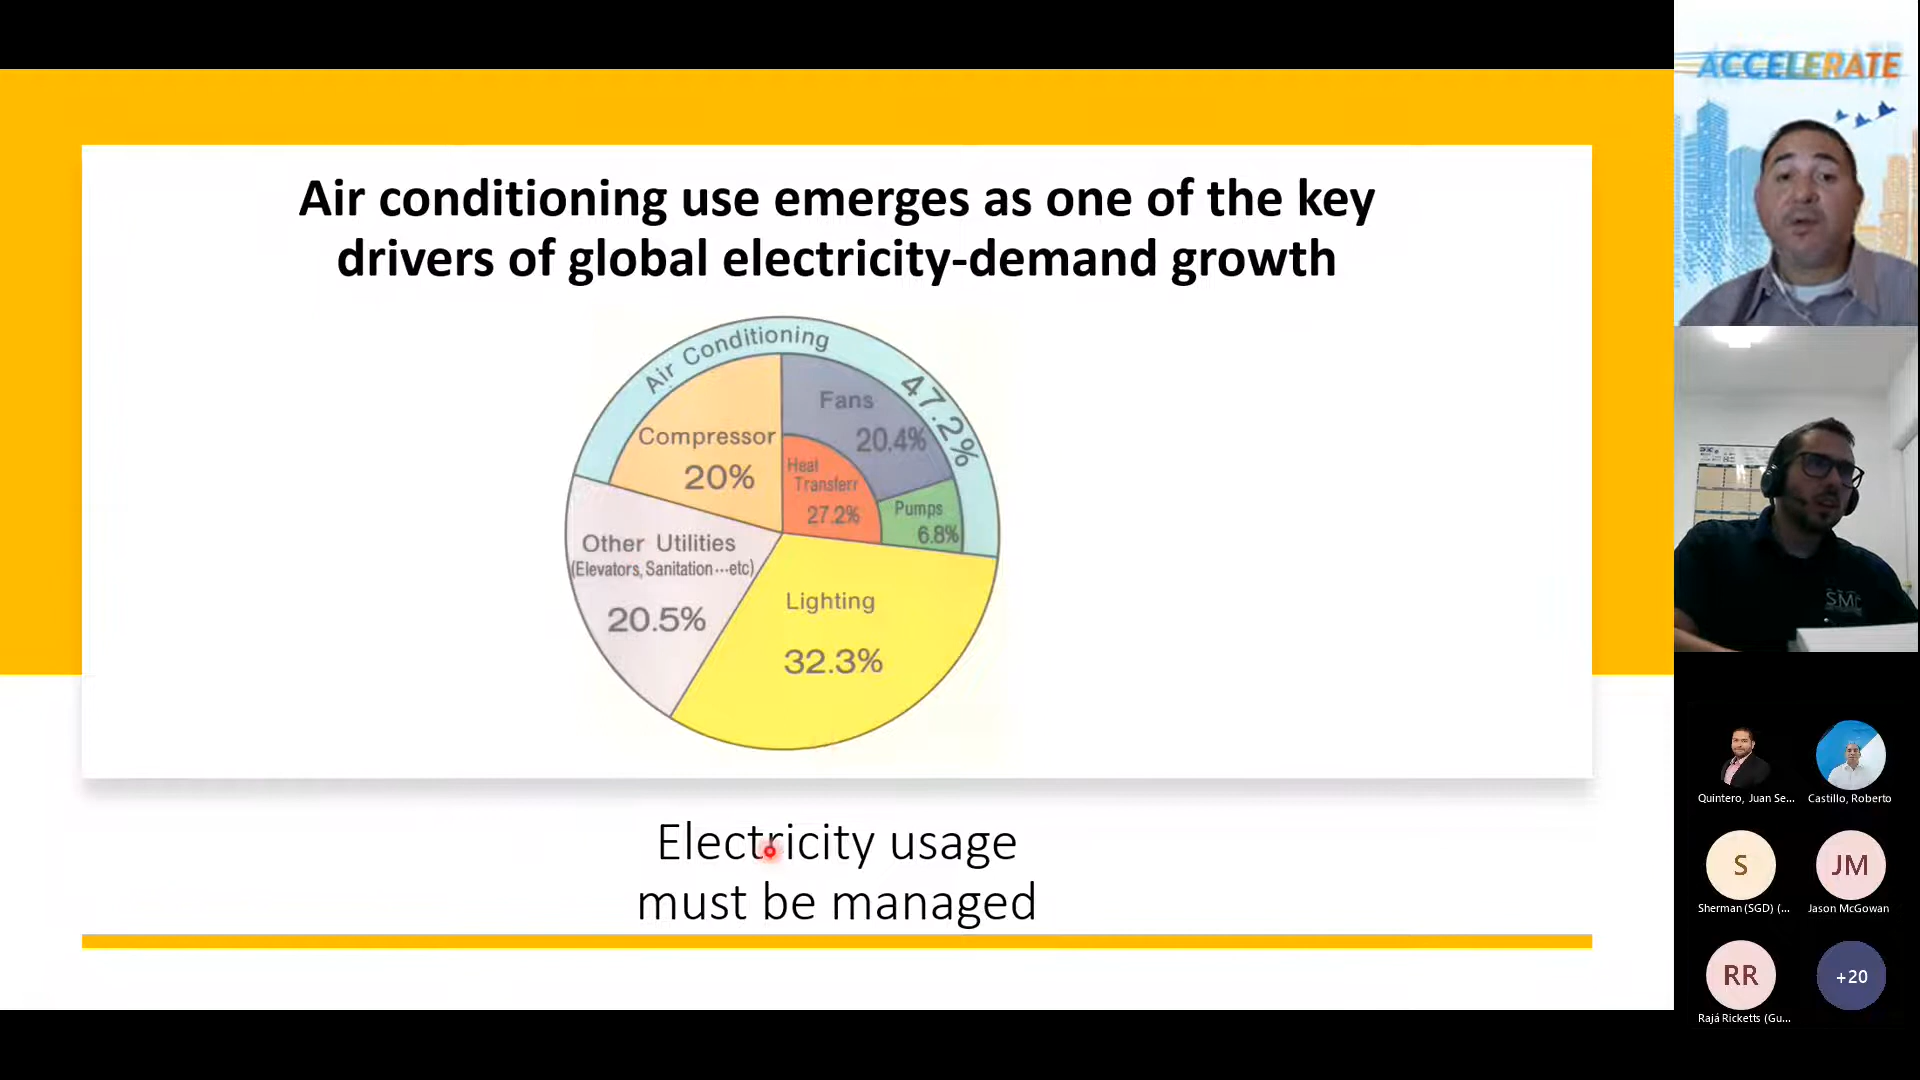 Air conditioning use emerges as one of the key
drivers of global electricity-demand growth
Air Conditioning
47.2%
Compressor
20%
Fans
20.4%
Heat
Transferr
27.2%
Pumps
6.8%
Other Utilities
(Elevators, Sanitation···etc)
20.5%
Lighting
32.3%
Electricity usage
must be managed
ACCELERATE
SMC
Quintero, Juan Se...
Castillo, Roberto
S
Sherman (SGD) (...
JM
Jason McGowan
RR
Rajá Ricketts (Gu...
+20